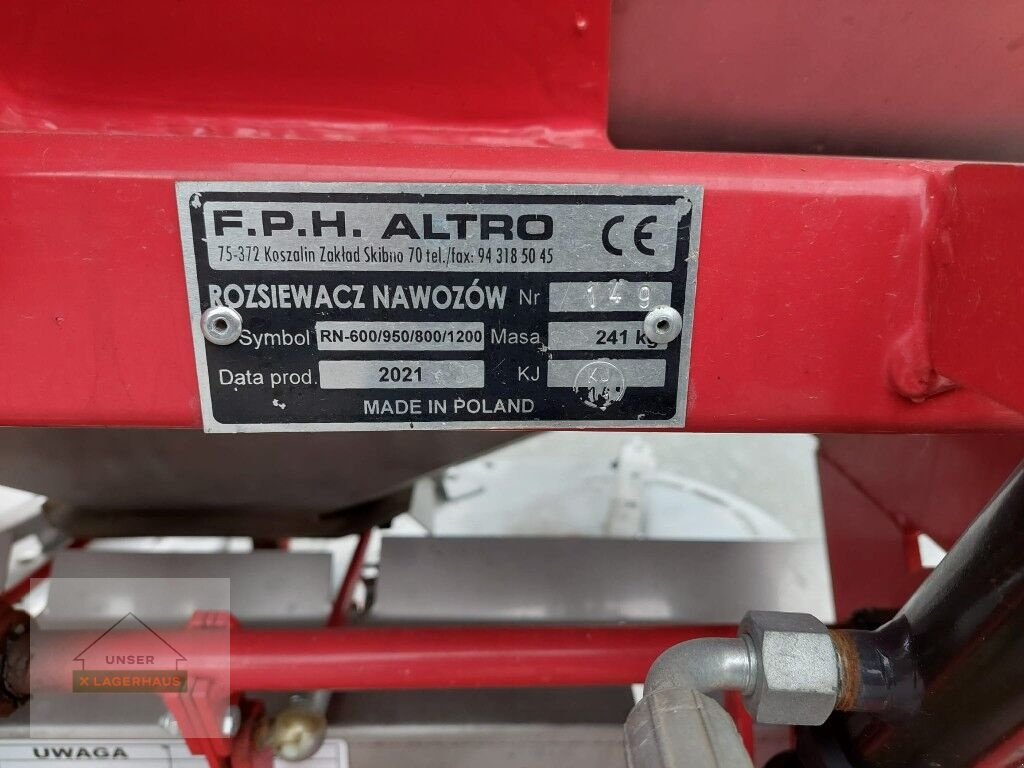 F.P.H. ALTRO CE
75-372 Koszalin Zakład Skibno 70 tel./fax: 94 318 50 45
ROZSIEWACZ NAWOZÓW Nr 149
Symbol RN-600/950/800/1200 Masa 241 kg
Data prod. 2021 KJ KJ
MADE IN POLAND
UNSER
X LAGERHAUS
UWAGA